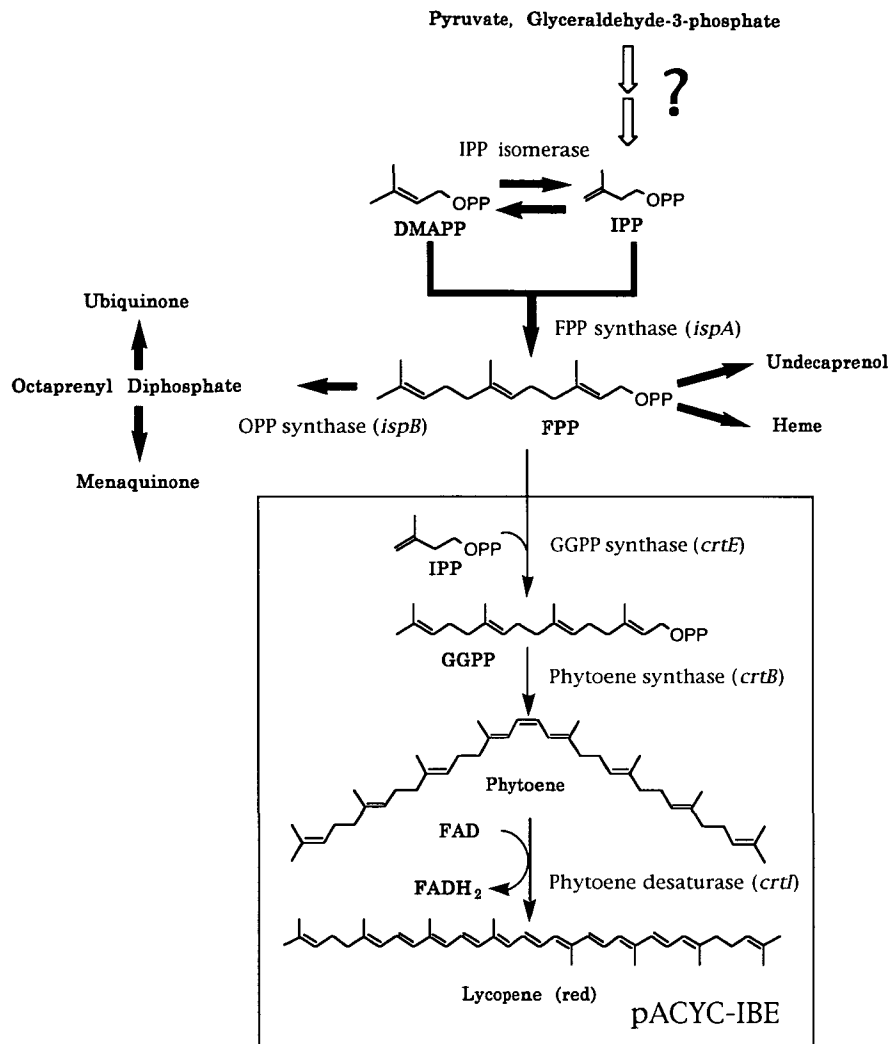 Pyruvate, Glyceraldehyde-3-phosphate
?
IPP isomerase
OPP
DMAPP
OPP
IPP
FPP synthase (ispA)
Ubiquinone
Octaprenyl Diphosphate
Menaquinone
OPP synthase (ispB)
OPP
FPP
Undecaprenol
Heme
OPP
IPP
GGPP synthase (crtE)
OPP
GGPP
Phytoene synthase (crtB)
Phytoene
FAD
FADH2
Phytoene desaturase (crtI)
Lycopene (red)
pACYC-IBE